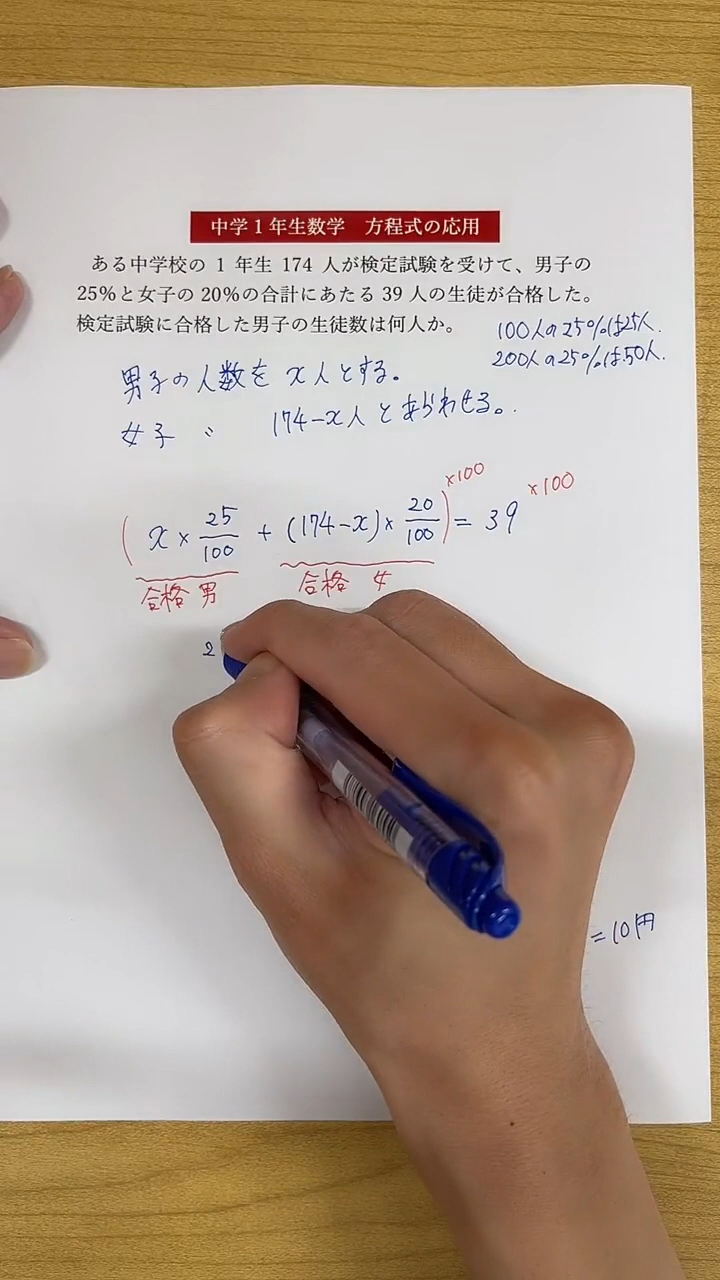 中学1年生数学　方程式の応用
ある中学校の 1 年生 174 人が検定試験を受けて、男子の
25%と女子の 20%の合計にあたる 39 人の生徒が合格した。
検定試験に合格した男子の生徒数は何人か。
100人の25%は25人.
200人の25%は50人.
男子の人数を x人とする。
女子 〃 174-x人とあらわせる。
(x × 25/100 + (174-x) × 20/100)×100 = 39 ×100
合格 男 合格 女
2
=10円